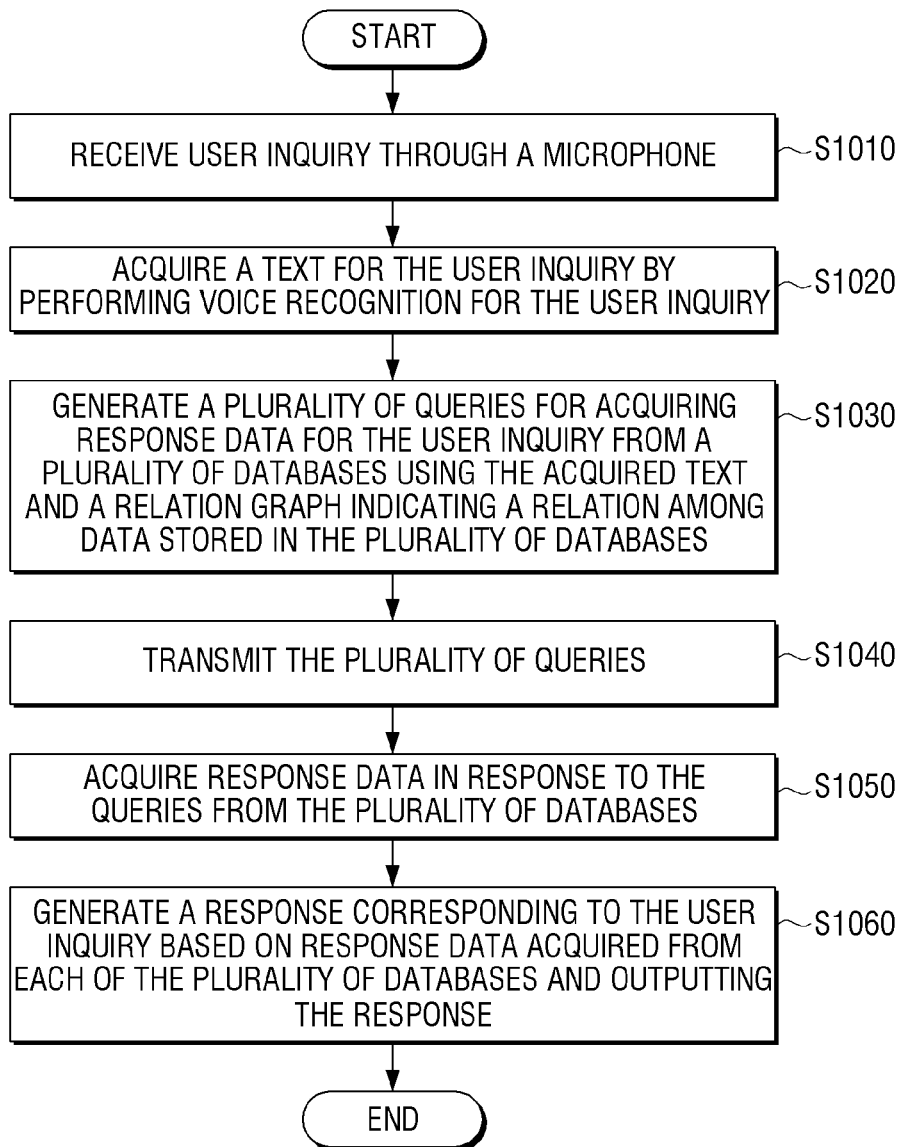 START
RECEIVE USER INQUIRY THROUGH A MICROPHONE
S1010
ACQUIRE A TEXT FOR THE USER INQUIRY BY
PERFORMING VOICE RECOGNITION FOR THE USER INQUIRY
S1020
GENERATE A PLURALITY OF QUERIES FOR ACQUIRING
RESPONSE DATA FOR THE USER INQUIRY FROM A
PLURALITY OF DATABASES USING THE ACQUIRED TEXT
AND A RELATION GRAPH INDICATING A RELATION AMONG
DATA STORED IN THE PLURALITY OF DATABASES
S1030
TRANSMIT THE PLURALITY OF QUERIES
S1040
ACQUIRE RESPONSE DATA IN RESPONSE TO THE
QUERIES FROM THE PLURALITY OF DATABASES
S1050
GENERATE A RESPONSE CORRESPONDING TO THE USER
INQUIRY BASED ON RESPONSE DATA ACQUIRED FROM
EACH OF THE PLURALITY OF DATABASES AND OUTPUTTING
THE RESPONSE
S1060
END